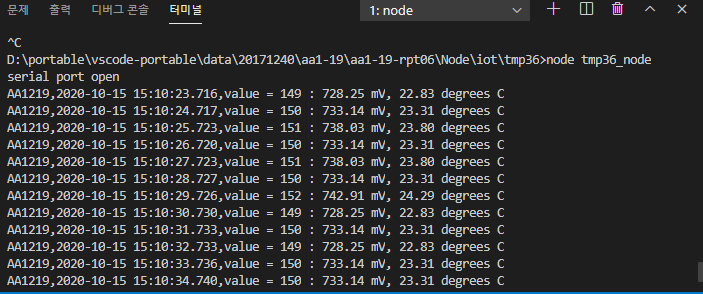 문제 출력 디버그 콘솔 터미널 1: node
^C
D:\portable\vscode-portable\data\20171240\aa1-19\aa1-19-rpt06\Node\iot\tmp36>node tmp36_node
serial port open
AA1219,2020-10-15 15:10:23.716,value = 149 : 728.25 mV, 22.83 degrees C
AA1219,2020-10-15 15:10:24.717,value = 150 : 733.14 mV, 23.31 degrees C
AA1219,2020-10-15 15:10:25.723,value = 151 : 738.03 mV, 23.80 degrees C
AA1219,2020-10-15 15:10:26.720,value = 150 : 733.14 mV, 23.31 degrees C
AA1219,2020-10-15 15:10:27.723,value = 151 : 738.03 mV, 23.80 degrees C
AA1219,2020-10-15 15:10:28.727,value = 150 : 733.14 mV, 23.31 degrees C
AA1219,2020-10-15 15:10:29.726,value = 152 : 742.91 mV, 24.29 degrees C
AA1219,2020-10-15 15:10:30.730,value = 149 : 728.25 mV, 22.83 degrees C
AA1219,2020-10-15 15:10:31.733,value = 150 : 733.14 mV, 23.31 degrees C
AA1219,2020-10-15 15:10:32.733,value = 149 : 728.25 mV, 22.83 degrees C
AA1219,2020-10-15 15:10:33.736,value = 150 : 733.14 mV, 23.31 degrees C
AA1219,2020-10-15 15:10:34.740,value = 150 : 733.14 mV, 23.31 degrees C